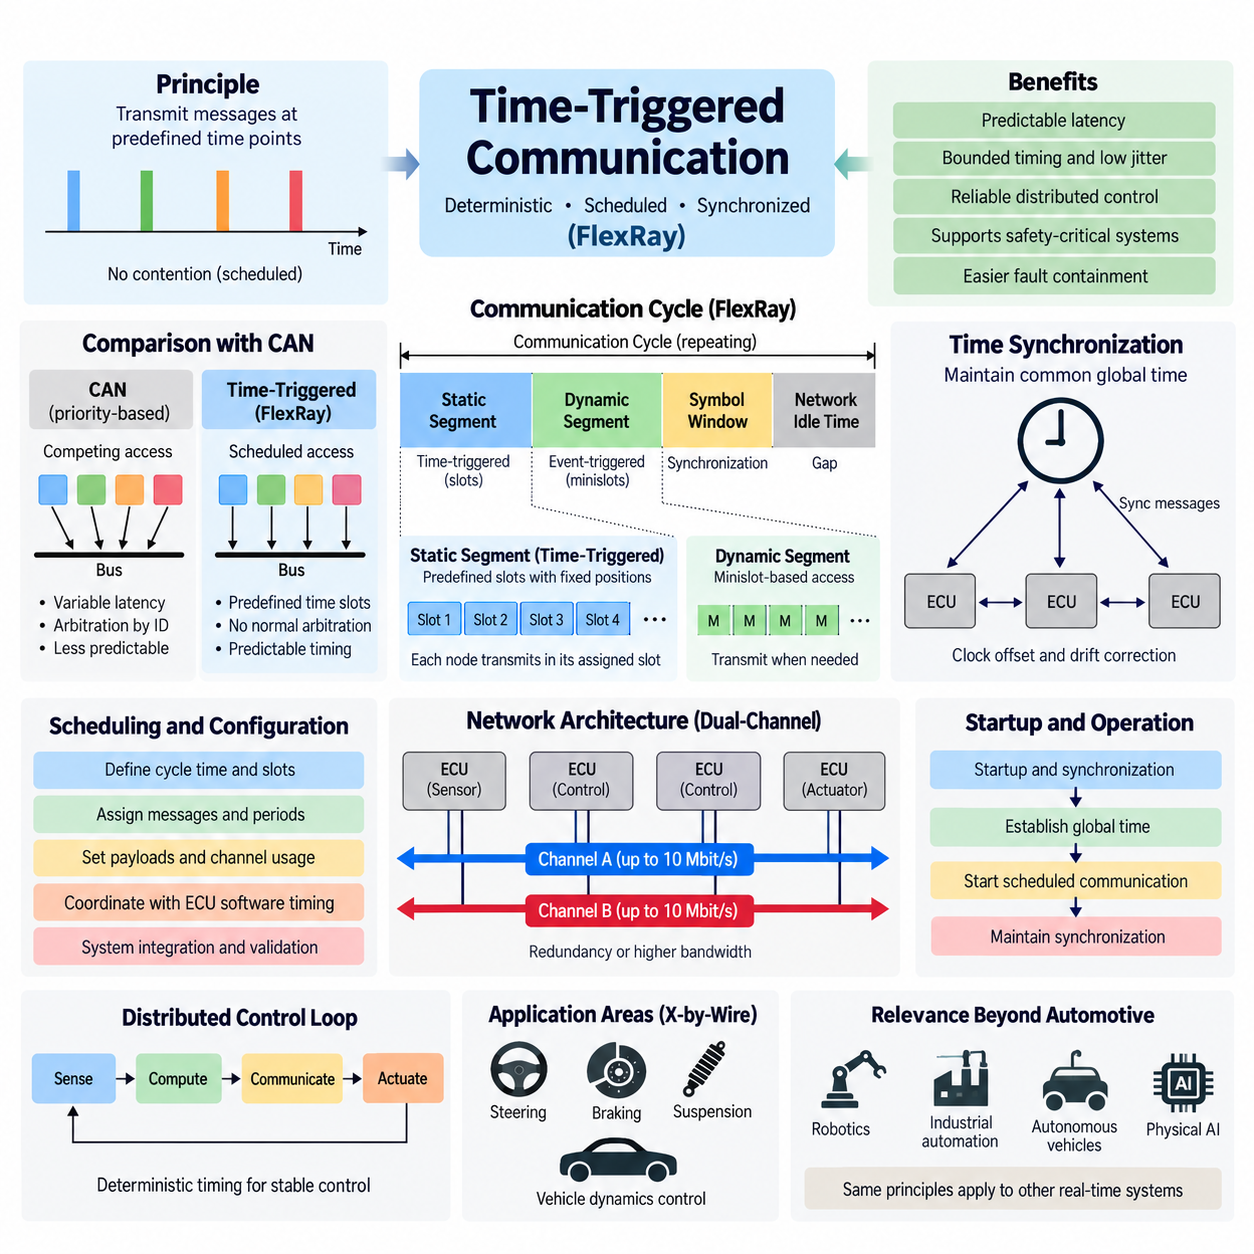 Principle
Transmit messages at
predefined time points
Time
No contention (scheduled)
Time-Triggered
Communication
Deterministic • Scheduled • Synchronized
(FlexRay)
Benefits
Predictable latency
Bounded timing and low jitter
Reliable distributed control
Supports safety-critical systems
Easier fault containment
Comparison with CAN
CAN
(priority-based)
Competing access
Bus
• Variable latency
• Arbitration by ID
• Less predictable
Time-Triggered
(FlexRay)
Scheduled access
Bus
• Predefined time slots
• No normal arbitration
• Predictable timing
Communication Cycle (FlexRay)
Communication Cycle (repeating)
Static
Segment
Dynamic
Segment
Symbol
Window
Network
Idle Time
Time-triggered
(slots)
Event-triggered
(minislots)
Synchronization
Gap
Static Segment (Time-Triggered)
Predefined slots with fixed positions
Slot 1 Slot 2 Slot 3 Slot 4 •••
Each node transmits in its assigned slot
Dynamic Segment
Minislot-based access
M M M M •••
Transmit when needed
Time Synchronization
Maintain common global time
Sync messages
ECU ECU ECU
Clock offset and drift correction
Scheduling and Configuration
Define cycle time and slots
Assign messages and periods
Set payloads and channel usage
Coordinate with ECU software timing
System integration and validation
Network Architecture (Dual-Channel)
ECU
(Sensor)
ECU
(Control)
ECU
(Control)
ECU
(Actuator)
Channel A (up to 10 Mbit/s)
Channel B (up to 10 Mbit/s)
Redundancy or higher bandwidth
Startup and Operation
Startup and synchronization
Establish global time
Start scheduled communication
Maintain synchronization
Distributed Control Loop
Sense Compute Communicate Actuate
Deterministic timing for stable control
Application Areas (X-by-Wire)
Steering
Braking
Suspension
Vehicle dynamics control
Relevance Beyond Automotive
Robotics
Industrial
automation
Autonomous
vehicles
AI
Physical AI
Same principles apply to other real-time systems